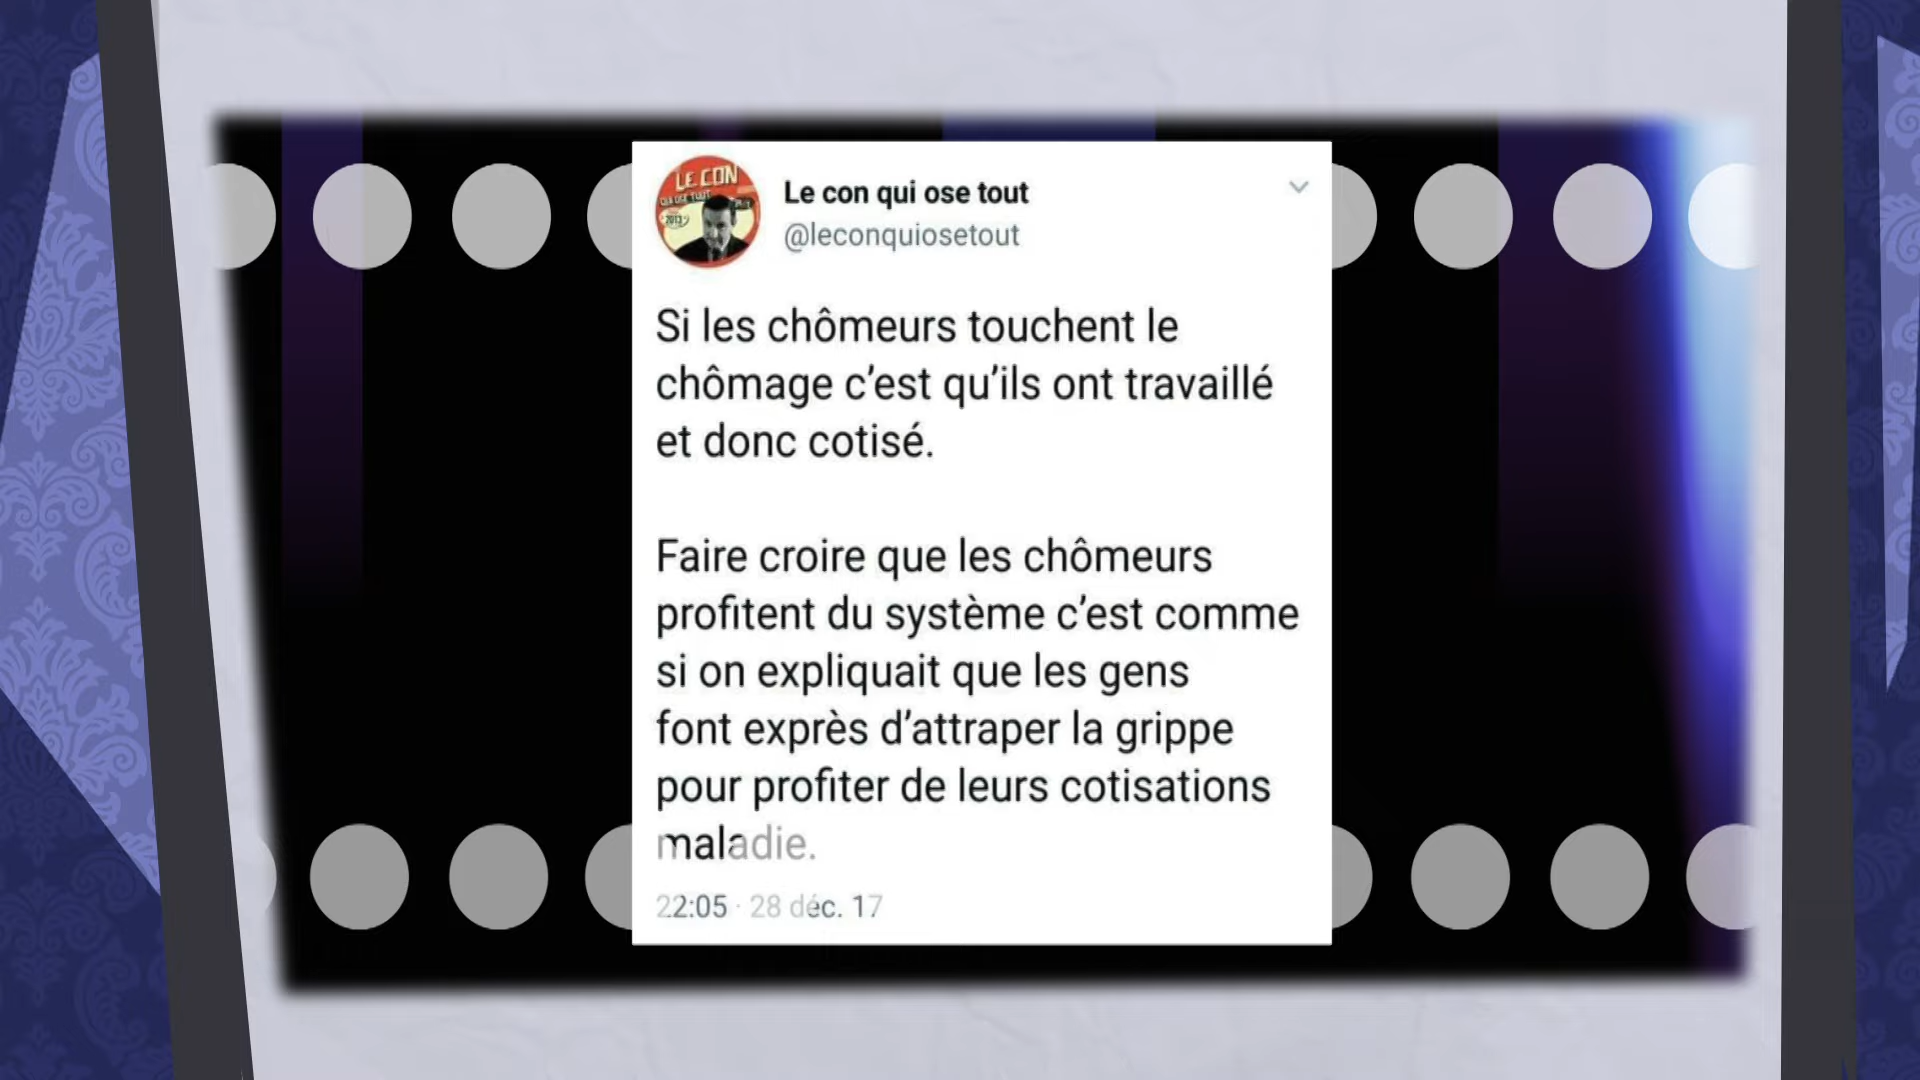 LE CON
QUI OSE TOUT
2013
Le con qui ose tout
@leconquiosetout
Si les chômeurs touchent le
chômage c’est qu’ils ont travaillé
et donc cotisé.
Faire croire que les chômeurs
profitent du système c’est comme
si on expliquait que les gens
font exprès d’attraper la grippe
pour profiter de leurs cotisations
maladie.
22:05 · 28 déc. 17